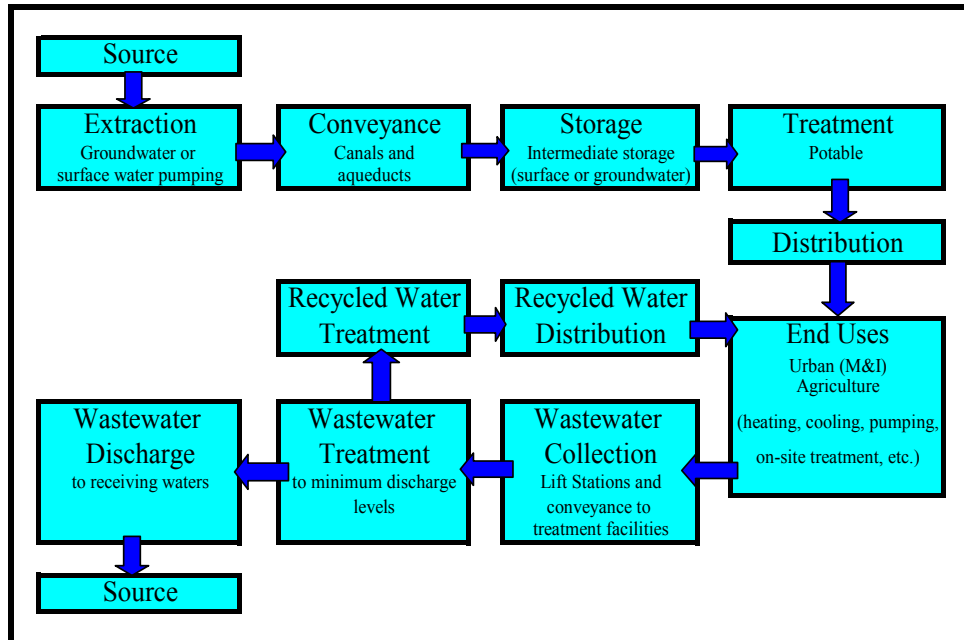 Source
Extraction
Groundwater or
surface water pumping
Conveyance
Canals and
aqueducts
Storage
Intermediate storage
(surface or groundwater)
Treatment
Potable
Distribution
Recycled Water
Treatment
Recycled Water
Distribution
End Uses
Urban (M&I)
Agriculture
(heating, cooling, pumping,
on-site treatment, etc.)
Wastewater
Discharge
to receiving waters
Wastewater
Treatment
to minimum discharge
levels
Wastewater
Collection
Lift Stations and
conveyance to
treatment facilities
Source